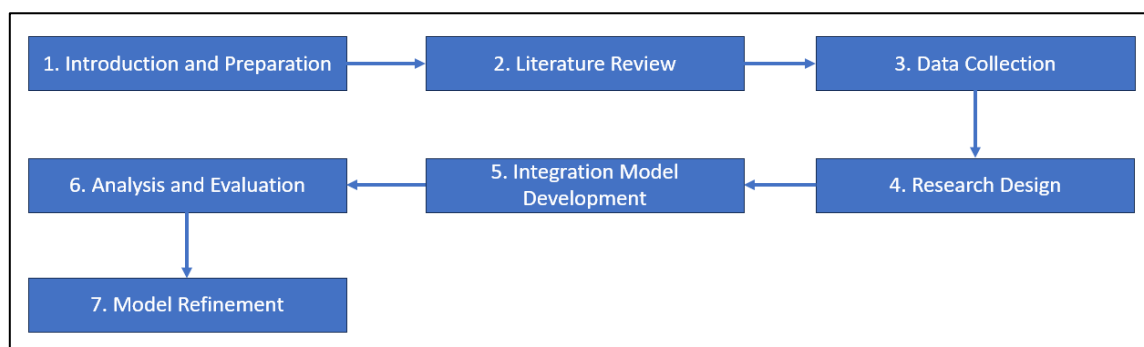 1. Introduction and Preparation
2. Literature Review
3. Data Collection
4. Research Design
5. Integration Model
Development
6. Analysis and Evaluation
7. Model Refinement